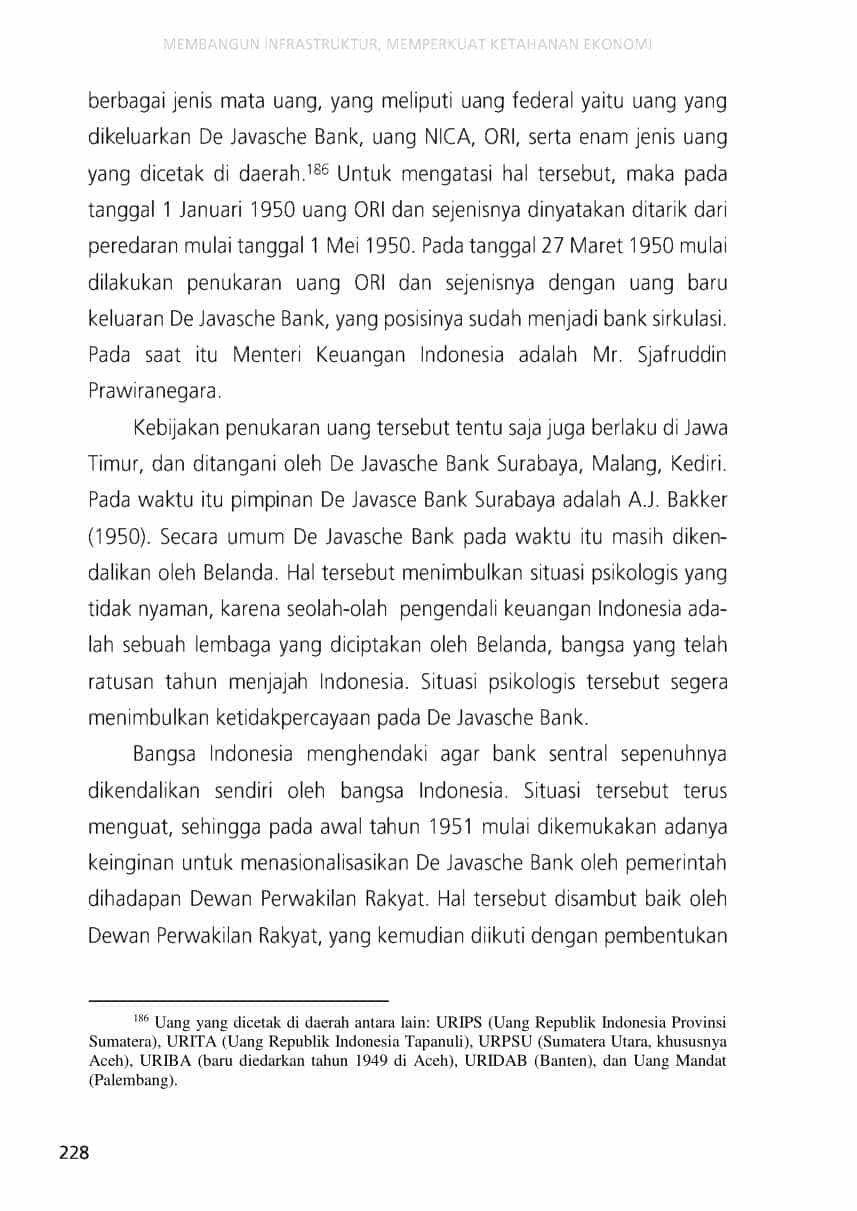 MEMBANGUN INFRASTRUKTUR, MEMPERKUAT KETAHANAN EKONOMI
berbagai jenis mata uang, yang meliputi uang federal yaitu uang yang
dikeluarkan De Javasche Bank, uang NICA, ORI, serta enam jenis uang
yang dicetak di daerah.186 Untuk mengatasi hal tersebut, maka pada
tanggal 1 Januari 1950 uang ORI dan sejenisnya dinyatakan ditarik dari
peredaran mulai tanggal 1 Mei 1950. Pada tanggal 27 Maret 1950 mulai
dilakukan penukaran uang ORI dan sejenisnya dengan uang baru
keluaran De Javasche Bank, yang posisinya sudah menjadi bank sirkulasi.
Pada saat itu Menteri Keuangan Indonesia adalah Mr. Sjafruddin
Prawiranegara.
Kebijakan penukaran uang tersebut tentu saja juga berlaku di Jawa
Timur, dan ditangani oleh De Javasche Bank Surabaya, Malang, Kediri.
Pada waktu itu pimpinan De Javasce Bank Surabaya adalah A.J. Bakker
(1950). Secara umum De Javasche Bank pada waktu itu masih diken-
dalikan oleh Belanda. Hal tersebut menimbulkan situasi psikologis yang
tidak nyaman, karena seolah-olah pengendali keuangan Indonesia ada-
lah sebuah lembaga yang diciptakan oleh Belanda, bangsa yang telah
ratusan tahun menjajah Indonesia. Situasi psikologis tersebut segera
menimbulkan ketidakpercayaan pada De Javasche Bank.
Bangsa Indonesia menghendaki agar bank sentral sepenuhnya
dikendalikan sendiri oleh bangsa Indonesia. Situasi tersebut terus
menguat, sehingga pada awal tahun 1951 mulai dikemukakan adanya
keinginan untuk menasionalisasikan De Javasche Bank oleh pemerintah
dihadapan Dewan Perwakilan Rakyat. Hal tersebut disambut baik oleh
Dewan Perwakilan Rakyat, yang kemudian diikuti dengan pembentukan
186 Uang yang dicetak di daerah antara lain: URIPS (Uang Republik Indonesia Provinsi
Sumatera), URITA (Uang Republik Indonesia Tapanuli), URPSU (Sumatera Utara, khususnya
Aceh), URIBA (baru diedarkan tahun 1949 di Aceh), URIDAB (Banten), dan Uang Mandat
(Palembang).
228